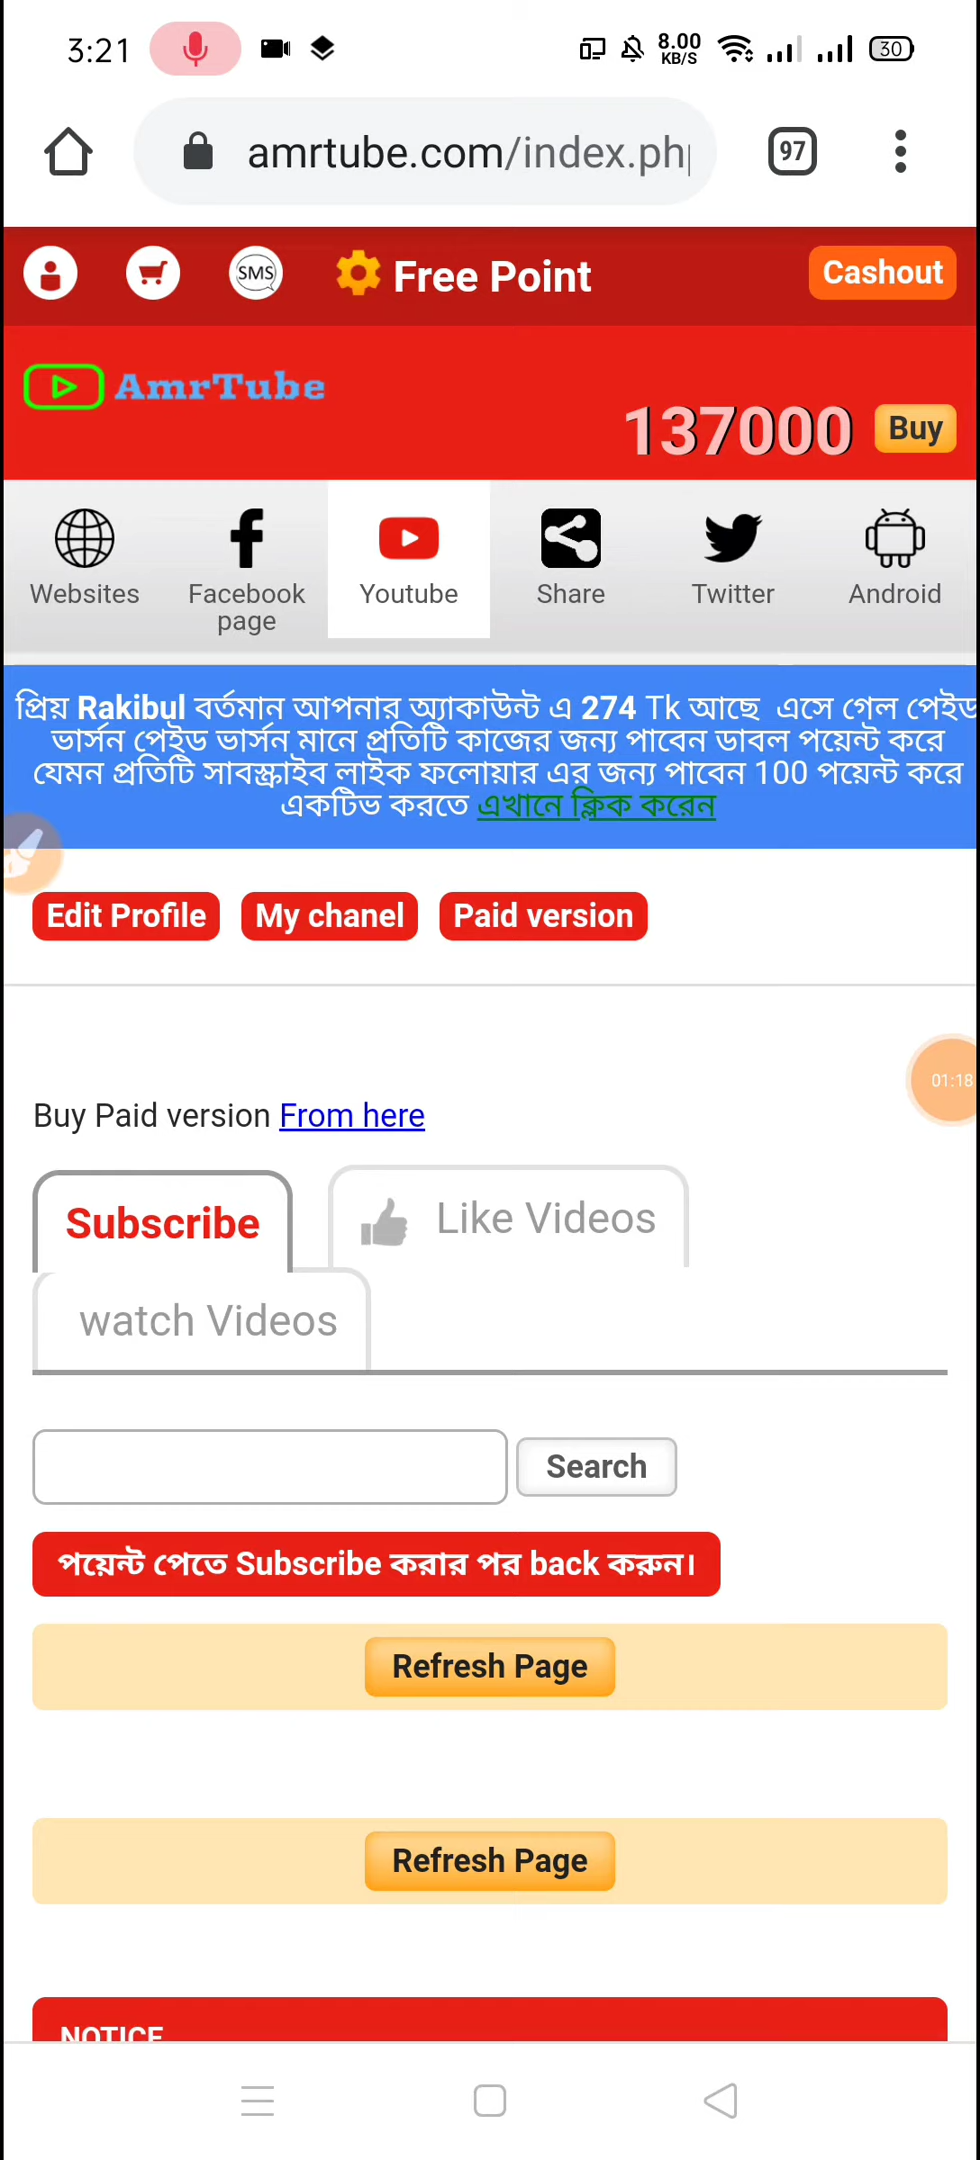 3:21
8.00
KB/S
30
amrtube.com/index.ph
97
SMS
Free Point
Cashout
AmrTube
137000
Buy
Websites
Facebook
page
Youtube
Share
Twitter
Android
প্রিয় Rakibul বর্তমান আপনার অ্যাকাউন্ট এ 274 Tk আছে এসে গেল পেইড
ভার্সন পেইড ভার্সন মানে প্রতিটি কাজের জন্য পাবেন ডাবল পয়েন্ট করে
যেমন প্রতিটি সাবস্ক্রাইব লাইক ফলোয়ার এর জন্য পাবেন 100 পয়েন্ট করে
একটিভ করতে এখানে ক্লিক করেন
Edit Profile
My chanel
Paid version
01:18
Buy Paid version From here
Subscribe
Like Videos
watch Videos
Search
পয়েন্ট পেতে Subscribe করার পর back করুন।
Refresh Page
Refresh Page
NOTICE